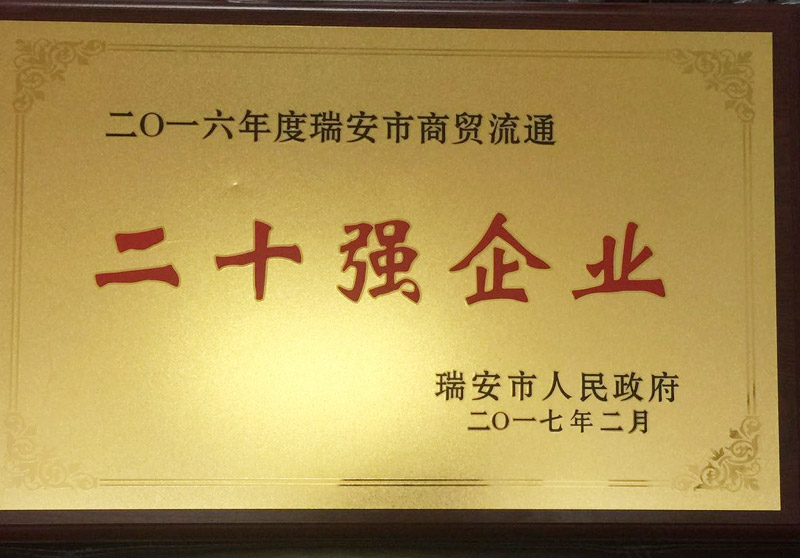 二〇一六年度瑞安市商贸流通
二十强企业
瑞安市人民政府
二〇一七年二月